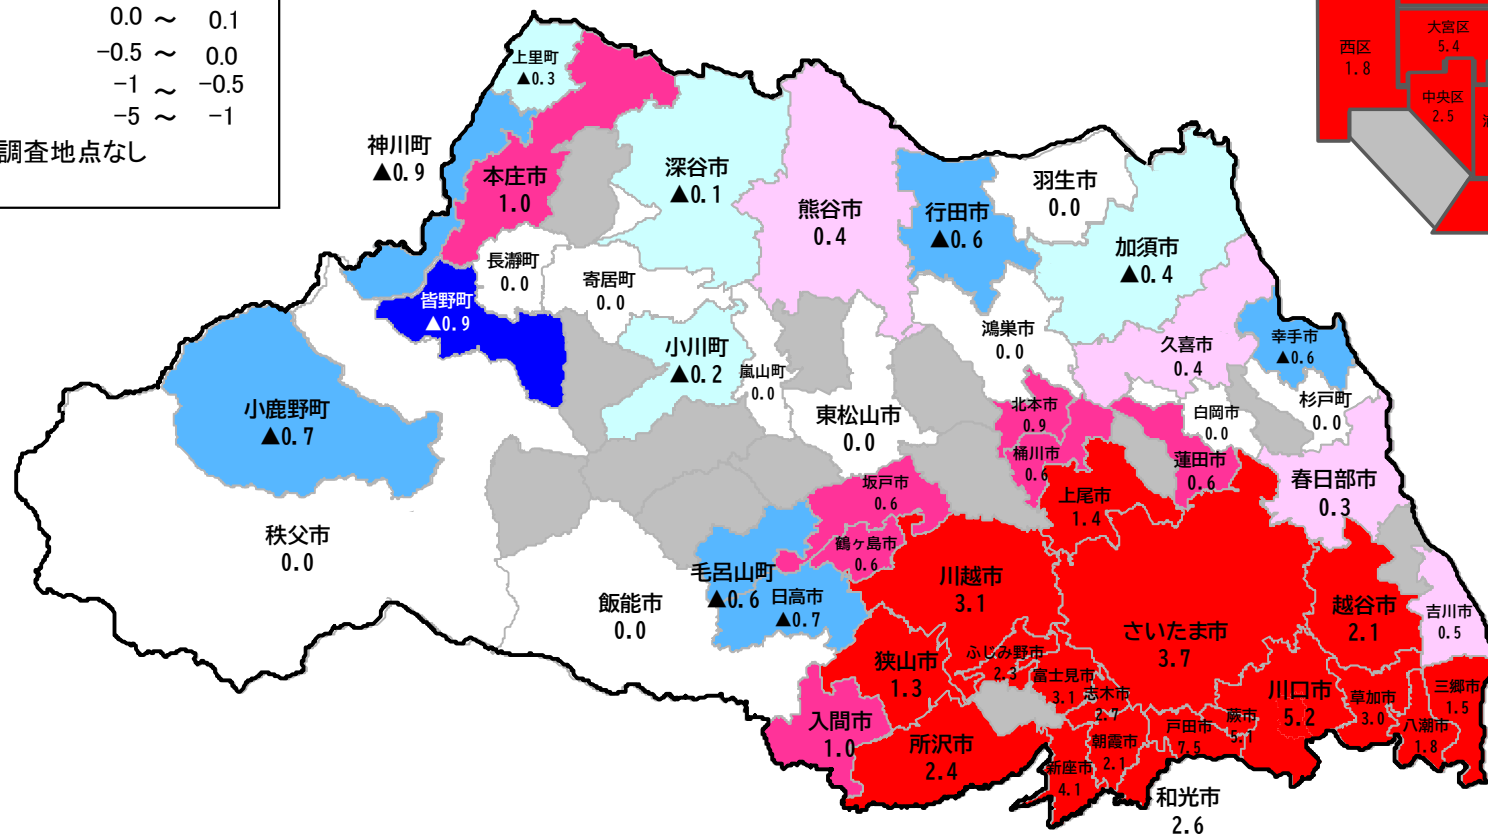 0.0 ～ 0.1
-0.5 ～ 0.0
-1 ～ -0.5
-5 ～ -1
調査地点なし
西区
1.8
大宮区
5.4
中央区
2.5
上里町
▲0.3
神川町
▲0.9
本庄市
1.0
深谷市
▲0.1
熊谷市
0.4
行田市
▲0.6
羽生市
0.0
加須市
▲0.4
長瀞町
0.0
寄居町
0.0
皆野町
▲0.9
小川町
▲0.2
嵐山町
0.0
鴻巣市
0.0
久喜市
0.4
幸手市
▲0.6
小鹿野町
▲0.7
東松山市
0.0
北本市
0.9
白岡市
0.0
杉戸町
0.0
桶川市
0.6
蓮田市
0.6
春日部市
0.3
坂戸市
0.6
上尾市
1.4
秩父市
0.0
鶴ヶ島市
0.6
毛呂山町
▲0.6
日高市
▲0.7
飯能市
0.0
川越市
3.1
さいたま市
3.7
越谷市
2.1
吉川市
0.5
狭山市
1.3
ふじみ野市
2.3
富士見市
3.1
志木市
2.7
川口市
5.2
草加市
3.0
三郷市
1.5
入間市
1.0
所沢市
2.4
朝霞市
2.1
戸田市
7.5
蕨市
5.1
八潮市
1.8
新座市
4.1
和光市
2.6